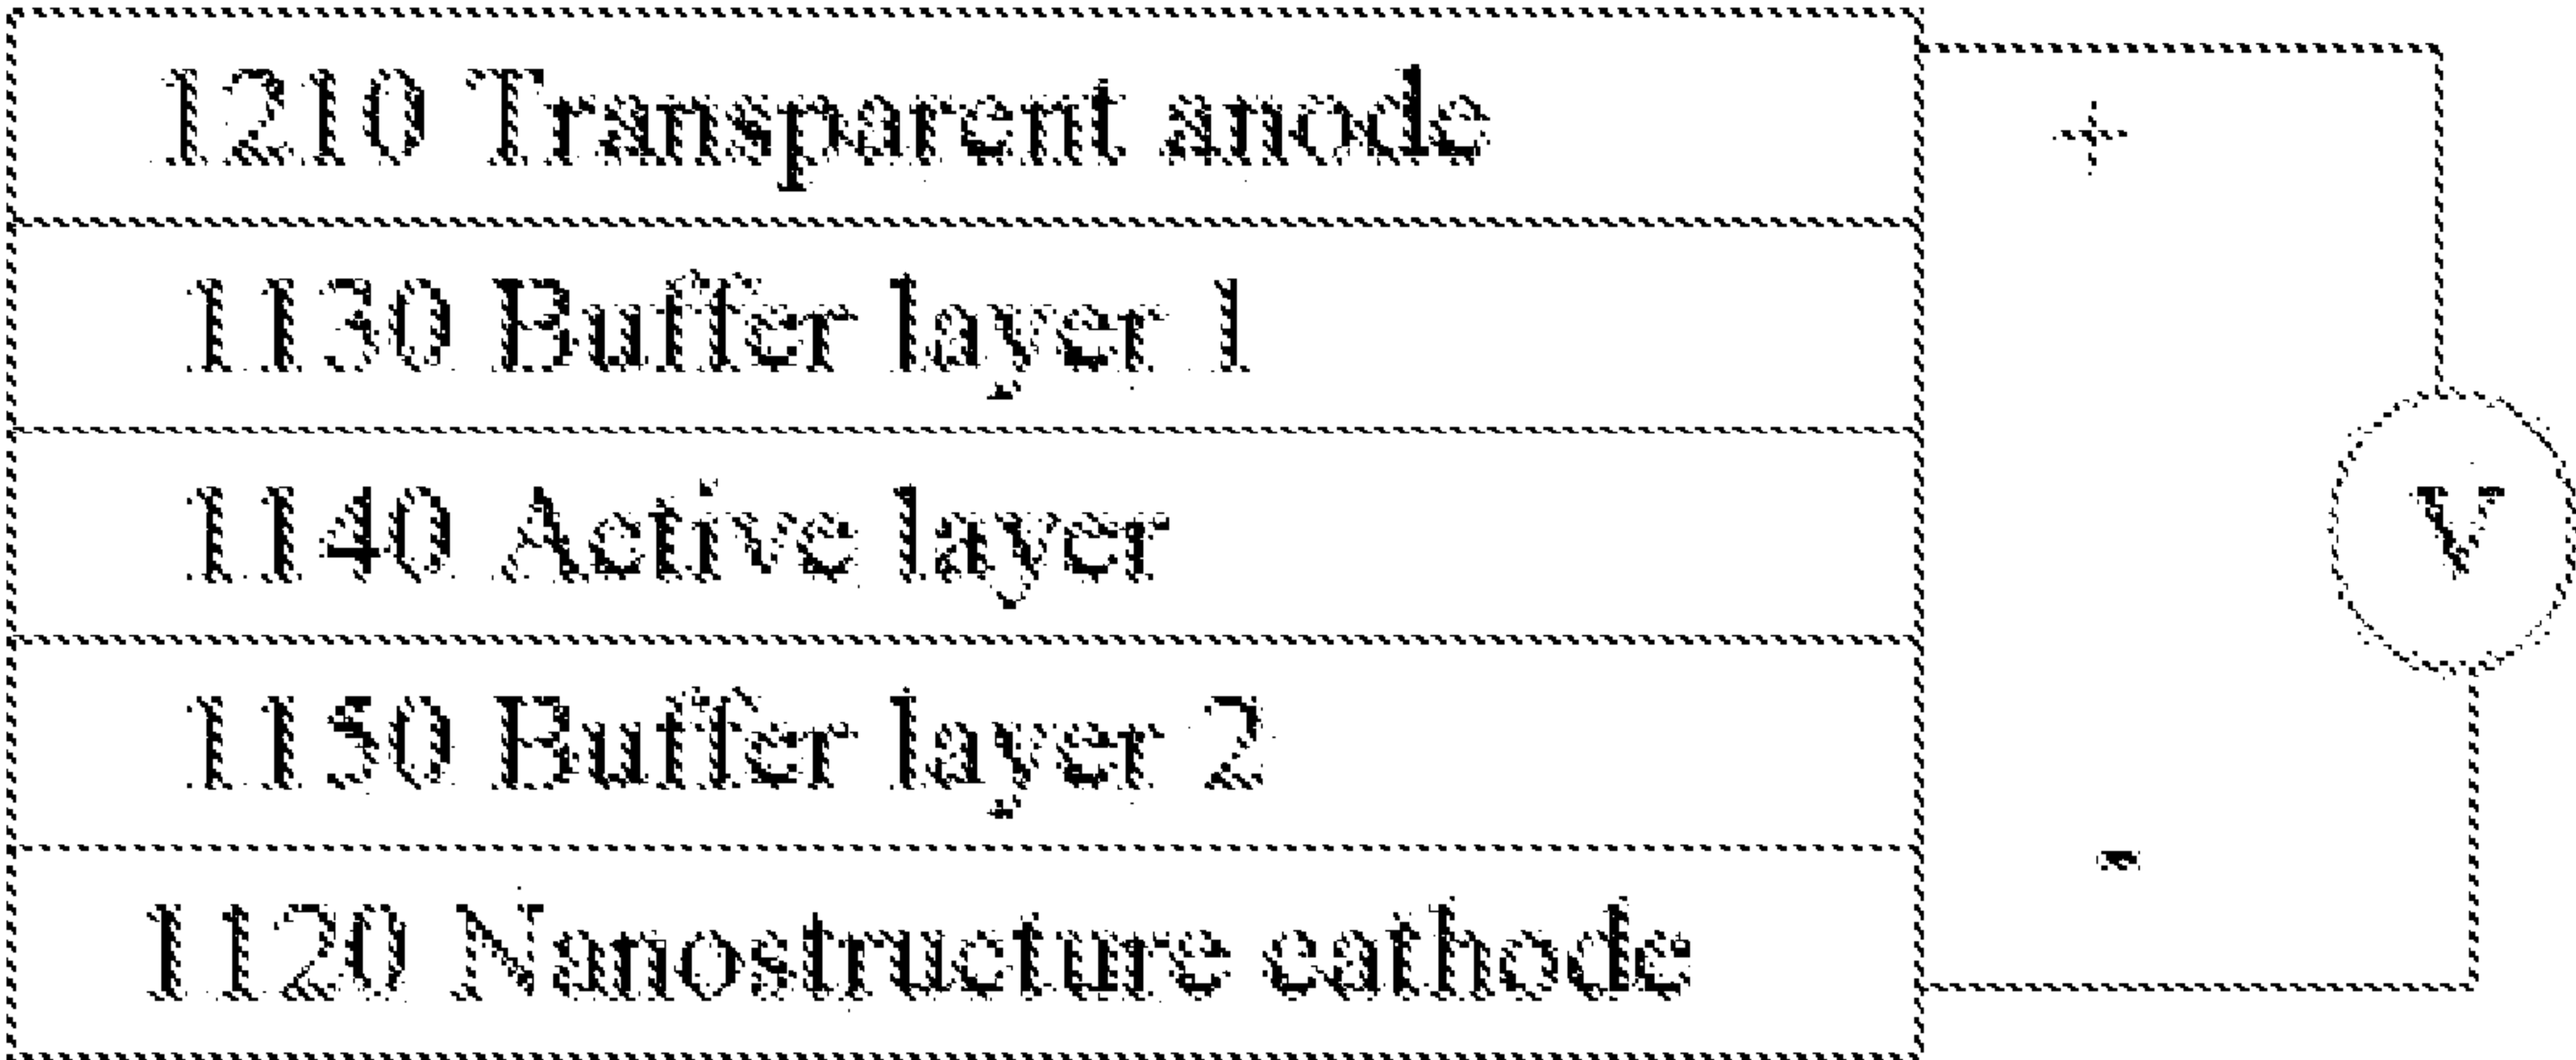 1210 Transparent anode
+
1130 Buffer layer 1
1140 Active layer
V
1150 Buffer layer 2
-
1120 Nanostructure cathode